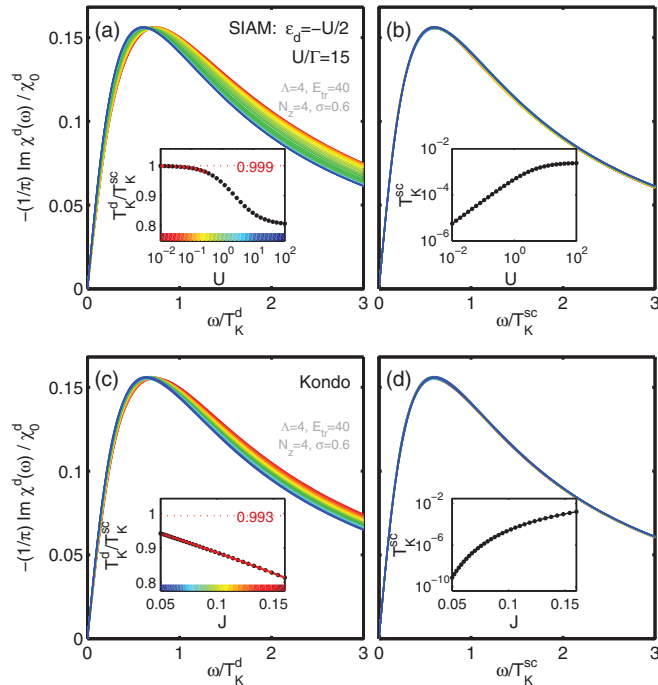 (a)
SIAM: ε_d=−U/2
U/Γ=15
Λ=4, E_tr=40
N_z=4, σ=0.6
−(1/π) Im χ^d(ω) / χ_0^d
0.15
0.1
0.05
0
0 1 2 3
ω/T_K^d
T_K^d/T_K^sc
1
0.9
0.8
0.999
10^−2 10^−1 10^0 10^1 10^2
U
(b)
T_K^sc
10^−2
10^−4
10^−6
10^−2 10^0 10^2
U
0 1 2 3
ω/T_K^sc
(c)
Kondo
Λ=4, E_tr=40
N_z=4, σ=0.6
−(1/π) Im χ^d(ω) / χ_0^d
0.15
0.1
0.05
0
0 1 2 3
ω/T_K^d
T_K^d/T_K^sc
1
0.9
0.8
0.993
0.05 0.1 0.15
J
(d)
T_K^sc
10^−2
10^−6
10^−10
0.05 0.1 0.15
J
0 1 2 3
ω/T_K^sc